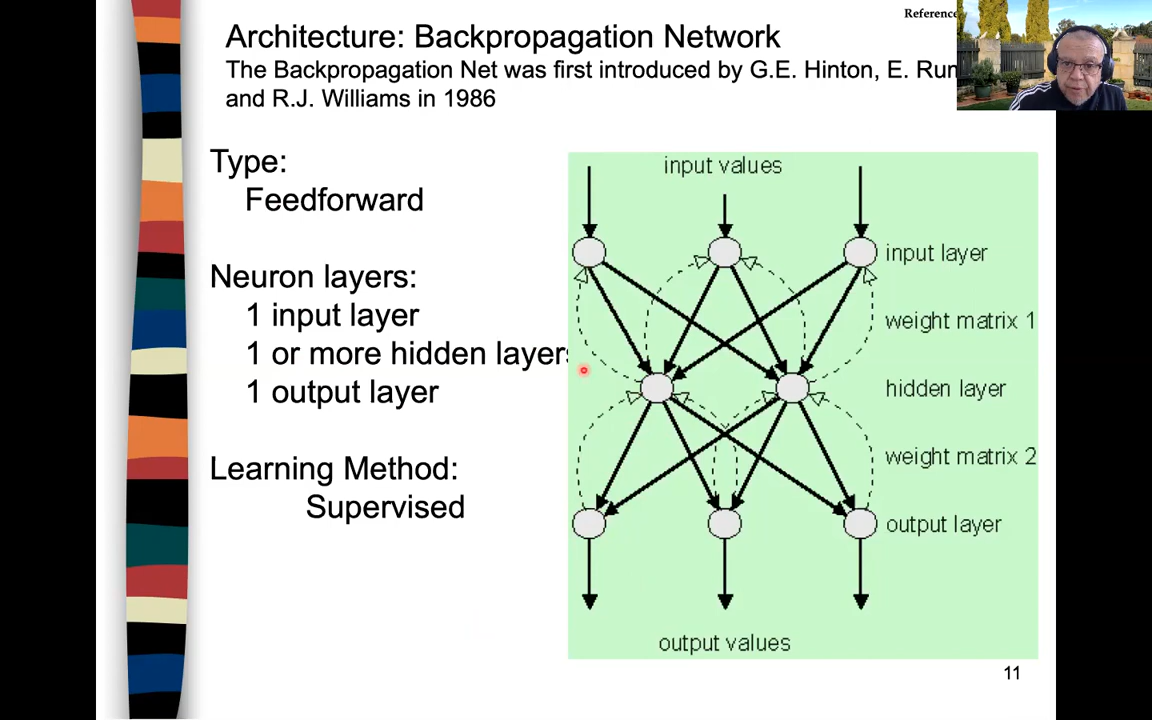 Reference
Architecture: Backpropagation Network
The Backpropagation Net was first introduced by G.E. Hinton, E.
and R.J. Williams in 1986
Type:
Feedforward
Neuron layers:
1 input layer
1 or more hidden layers
1 output layer
Learning Method:
Supervised
input values
input layer
weight matrix 1
hidden layer
weight matrix 2
output layer
output values
11